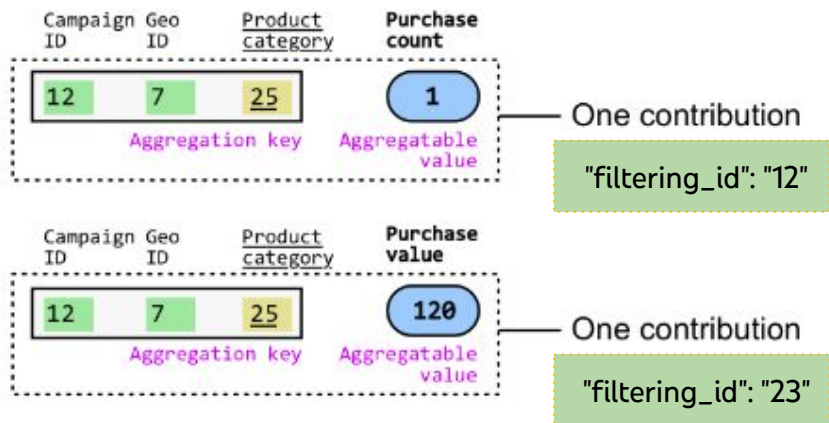 Campaign Geo Product Purchase
ID ID category count
12 7 25 1
Aggregation key Aggregatable
value
One contribution
"filtering_id": "12"
Campaign Geo Product Purchase
ID ID category value
12 7 25 120
Aggregation key Aggregatable
value
One contribution
"filtering_id": "23"